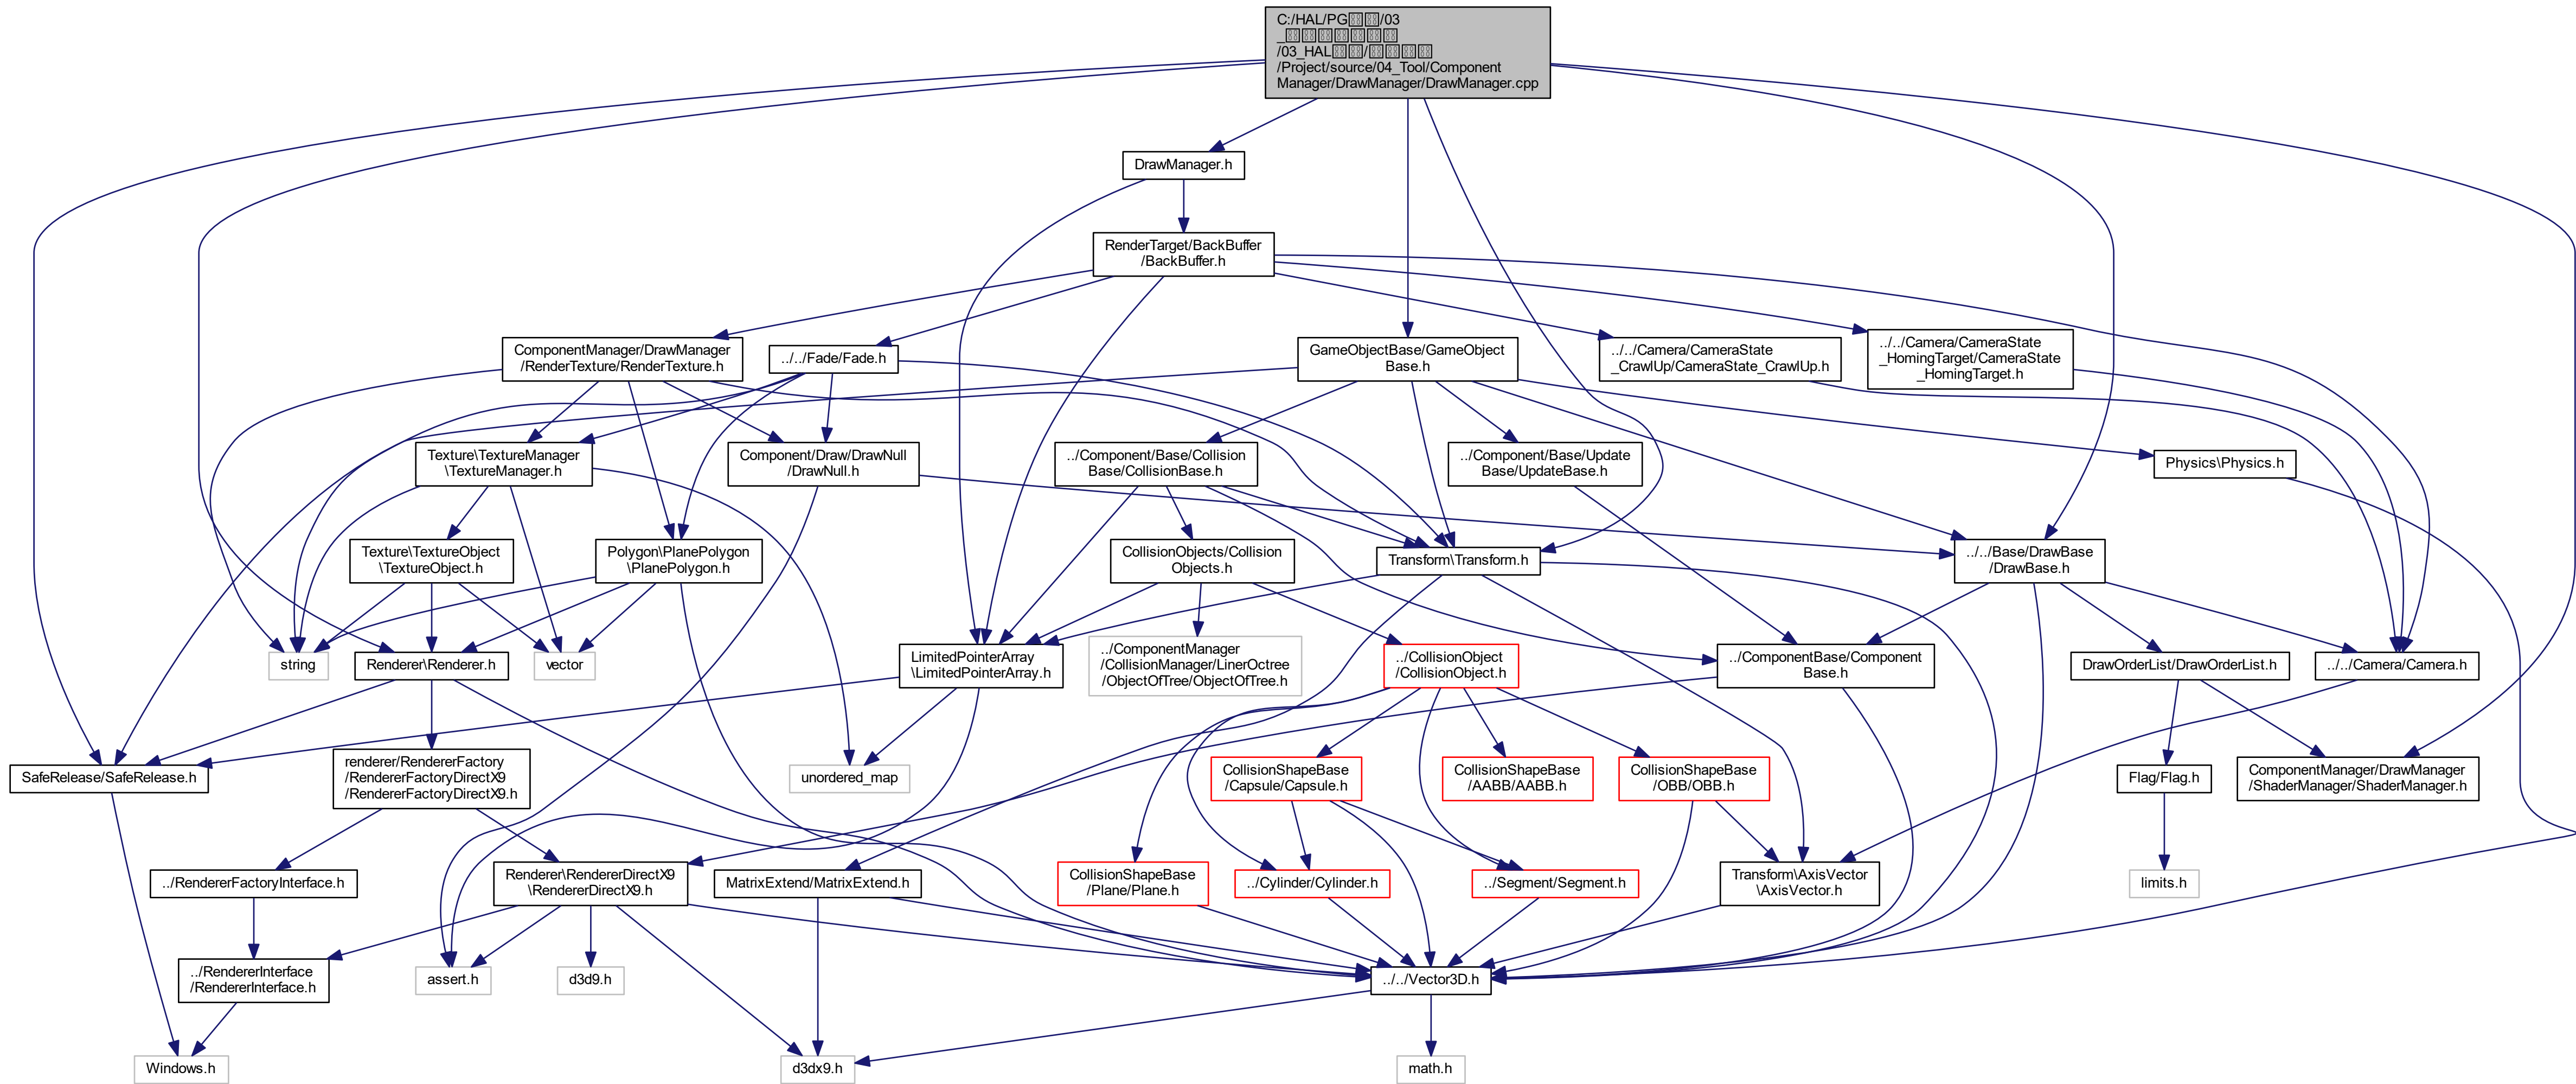 C:/HAL/PG
/03
_
/03_HAL
/Project/source/04_Tool/Component
Manager/DrawManager/DrawManager.cpp
DrawManager.h
RenderTarget/BackBuffer
/BackBuffer.h
ComponentManager/DrawManager
/RenderTexture/RenderTexture.h
../../Fade/Fade.h
GameObjectBase/GameObject
Base.h
../../Camera/CameraState
_CrawlUp/CameraState_CrawlUp.h
../../Camera/CameraState
_HomingTarget/CameraState
_HomingTarget.h
Texture\TextureManager
\TextureManager.h
Component/Draw/DrawNull
/DrawNull.h
../Component/Base/Collision
Base/CollisionBase.h
../Component/Base/Update
Base/UpdateBase.h
Physics\Physics.h
Texture\TextureObject
\TextureObject.h
Polygon\PlanePolygon
\PlanePolygon.h
CollisionObjects/Collision
Objects.h
Transform\Transform.h
../../Base/DrawBase
/DrawBase.h
string
Renderer\Renderer.h
vector
LimitedPointerArray
\LimitedPointerArray.h
../ComponentManager
/CollisionManager/LinerOctree
/ObjectOfTree/ObjectOfTree.h
../CollisionObject
/CollisionObject.h
../ComponentBase/Component
Base.h
DrawOrderList/DrawOrderList.h
../../Camera/Camera.h
SafeRelease/SafeRelease.h
renderer/RendererFactory
/RendererFactoryDirectX9
/RendererFactoryDirectX9.h
unordered_map
CollisionShapeBase
/Capsule/Capsule.h
CollisionShapeBase
/AABB/AABB.h
CollisionShapeBase
/OBB/OBB.h
Flag/Flag.h
ComponentManager/DrawManager
/ShaderManager/ShaderManager.h
../RendererFactoryInterface.h
Renderer\RendererDirectX9
\RendererDirectX9.h
MatrixExtend/MatrixExtend.h
CollisionShapeBase
/Plane/Plane.h
../Cylinder/Cylinder.h
../Segment/Segment.h
Transform\AxisVector
\AxisVector.h
limits.h
../RendererInterface
/RendererInterface.h
assert.h
d3d9.h
../../Vector3D.h
Windows.h
d3dx9.h
math.h